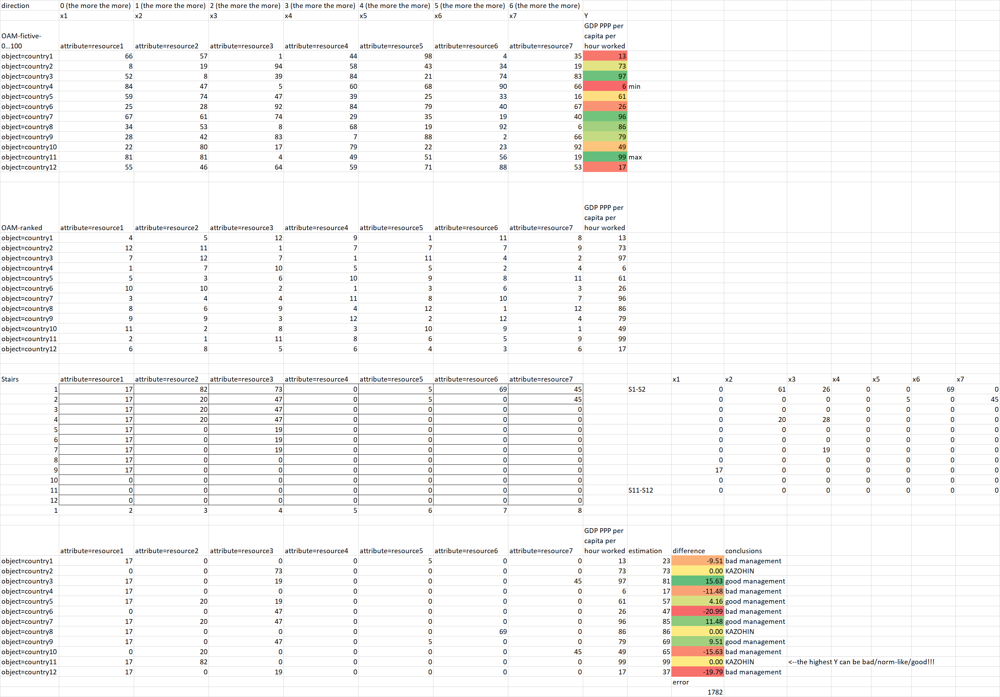 direction 0 (the more the more) 1 (the more the more) 2 (the more the more) 3 (the more the more) 4 (the more the more) 5 (the more the more) 6 (the more the more)
x1 x2 x3 x4 x5 x6 x7 Y
OAM-fictive-0...100 attribute=resource1 attribute=resource2 attribute=resource3 attribute=resource4 attribute=resource5 attribute=resource6 attribute=resource7 GDP PPP per capita per hour worked
object=country1 66 57 1 44 98 4 35 13
object=country2 8 19 94 58 43 34 19 73
object=country3 52 8 39 84 21 74 83 97
object=country4 84 47 5 60 68 90 66 6 min
object=country5 59 74 47 39 25 33 16 61
object=country6 25 28 92 84 79 40 67 26
object=country7 67 61 74 29 35 19 40 96
object=country8 34 53 8 68 19 92 6 86
object=country9 28 42 83 7 88 2 66 79
object=country10 22 80 17 79 22 23 92 49
object=country11 81 81 4 49 51 56 19 99 max
object=country12 55 46 64 59 71 88 53 17
OAM-ranked attribute=resource1 attribute=resource2 attribute=resource3 attribute=resource4 attribute=resource5 attribute=resource6 attribute=resource7 GDP PPP per capita per hour worked
object=country1 4 5 12 9 1 11 8 13
object=country2 12 11 1 7 7 7 9 73
object=country3 7 12 7 1 11 4 2 97
object=country4 1 7 10 5 5 2 4 6
object=country5 5 3 6 10 9 8 11 61
object=country6 10 10 2 1 3 6 3 26
object=country7 3 4 4 11 8 10 7 96
object=country8 8 6 9 4 12 1 12 86
object=country9 9 9 3 12 2 12 4 79
object=country10 11 2 8 3 10 9 1 49
object=country11 2 1 11 8 6 5 9 99
object=country12 6 8 5 6 4 3 6 17
Stairs attribute=resource1 attribute=resource2 attribute=resource3 attribute=resource4 attribute=resource5 attribute=resource6 attribute=resource7 x1 x2 x3 x4 x5 x6 x7
1 17 82 73 0 5 69 45 S1-S2 0 61 26 0 0 69 0
2 17 20 47 0 5 0 45 0 0 0 0 5 0 45
3 17 20 47 0 0 0 0 0 0 0 0 0 0 0
4 17 20 47 0 0 0 0 0 20 28 0 0 0 0
5 17 0 19 0 0 0 0 0 0 0 0 0 0 0
6 17 0 19 0 0 0 0 0 0 0 0 0 0 0
7 17 0 19 0 0 0 0 0 0 19 0 0 0 0
8 17 0 0 0 0 0 0 0 0 0 0 0 0 0
9 17 0 0 0 0 0 0 17 0 0 0 0 0 0
10 0 0 0 0 0 0 0 0 0 0 0 0 0 0
11 0 0 0 0 0 0 0 S11-S12 0 0 0 0 0 0 0
12 0 0 0 0 0 0 0
1 2 3 4 5 6 7 8
attribute=resource1 attribute=resource2 attribute=resource3 attribute=resource4 attribute=resource5 attribute=resource6 attribute=resource7 GDP PPP per capita per hour worked estimation difference conclusions
object=country1 17 0 0 0 5 0 0 13 23 -9.51 bad management
object=country2 0 0 73 0 0 0 0 73 73 0.00 KAZOHIN
object=country3 17 0 19 0 0 0 45 97 81 15.63 good management
object=country4 17 0 0 0 0 0 0 6 17 -11.48 bad management
object=country5 17 20 19 0 0 0 0 61 57 4.16 good management
object=country6 0 0 47 0 0 0 0 26 47 -20.99 bad management
object=country7 17 20 47 0 0 0 0 96 85 11.48 good management
object=country8 17 0 0 0 0 69 0 86 86 0.00 KAZOHIN
object=country9 17 0 47 0 5 0 0 79 69 9.51 good management
object=country10 0 20 0 0 0 0 45 49 65 -15.63 bad management
object=country11 17 82 0 0 0 0 0 99 99 0.00 KAZOHIN <--the highest Y can be bad/norm-like/good!!!
object=country12 17 0 19 0 0 0 0 17 37 -19.79 bad management
error
1782